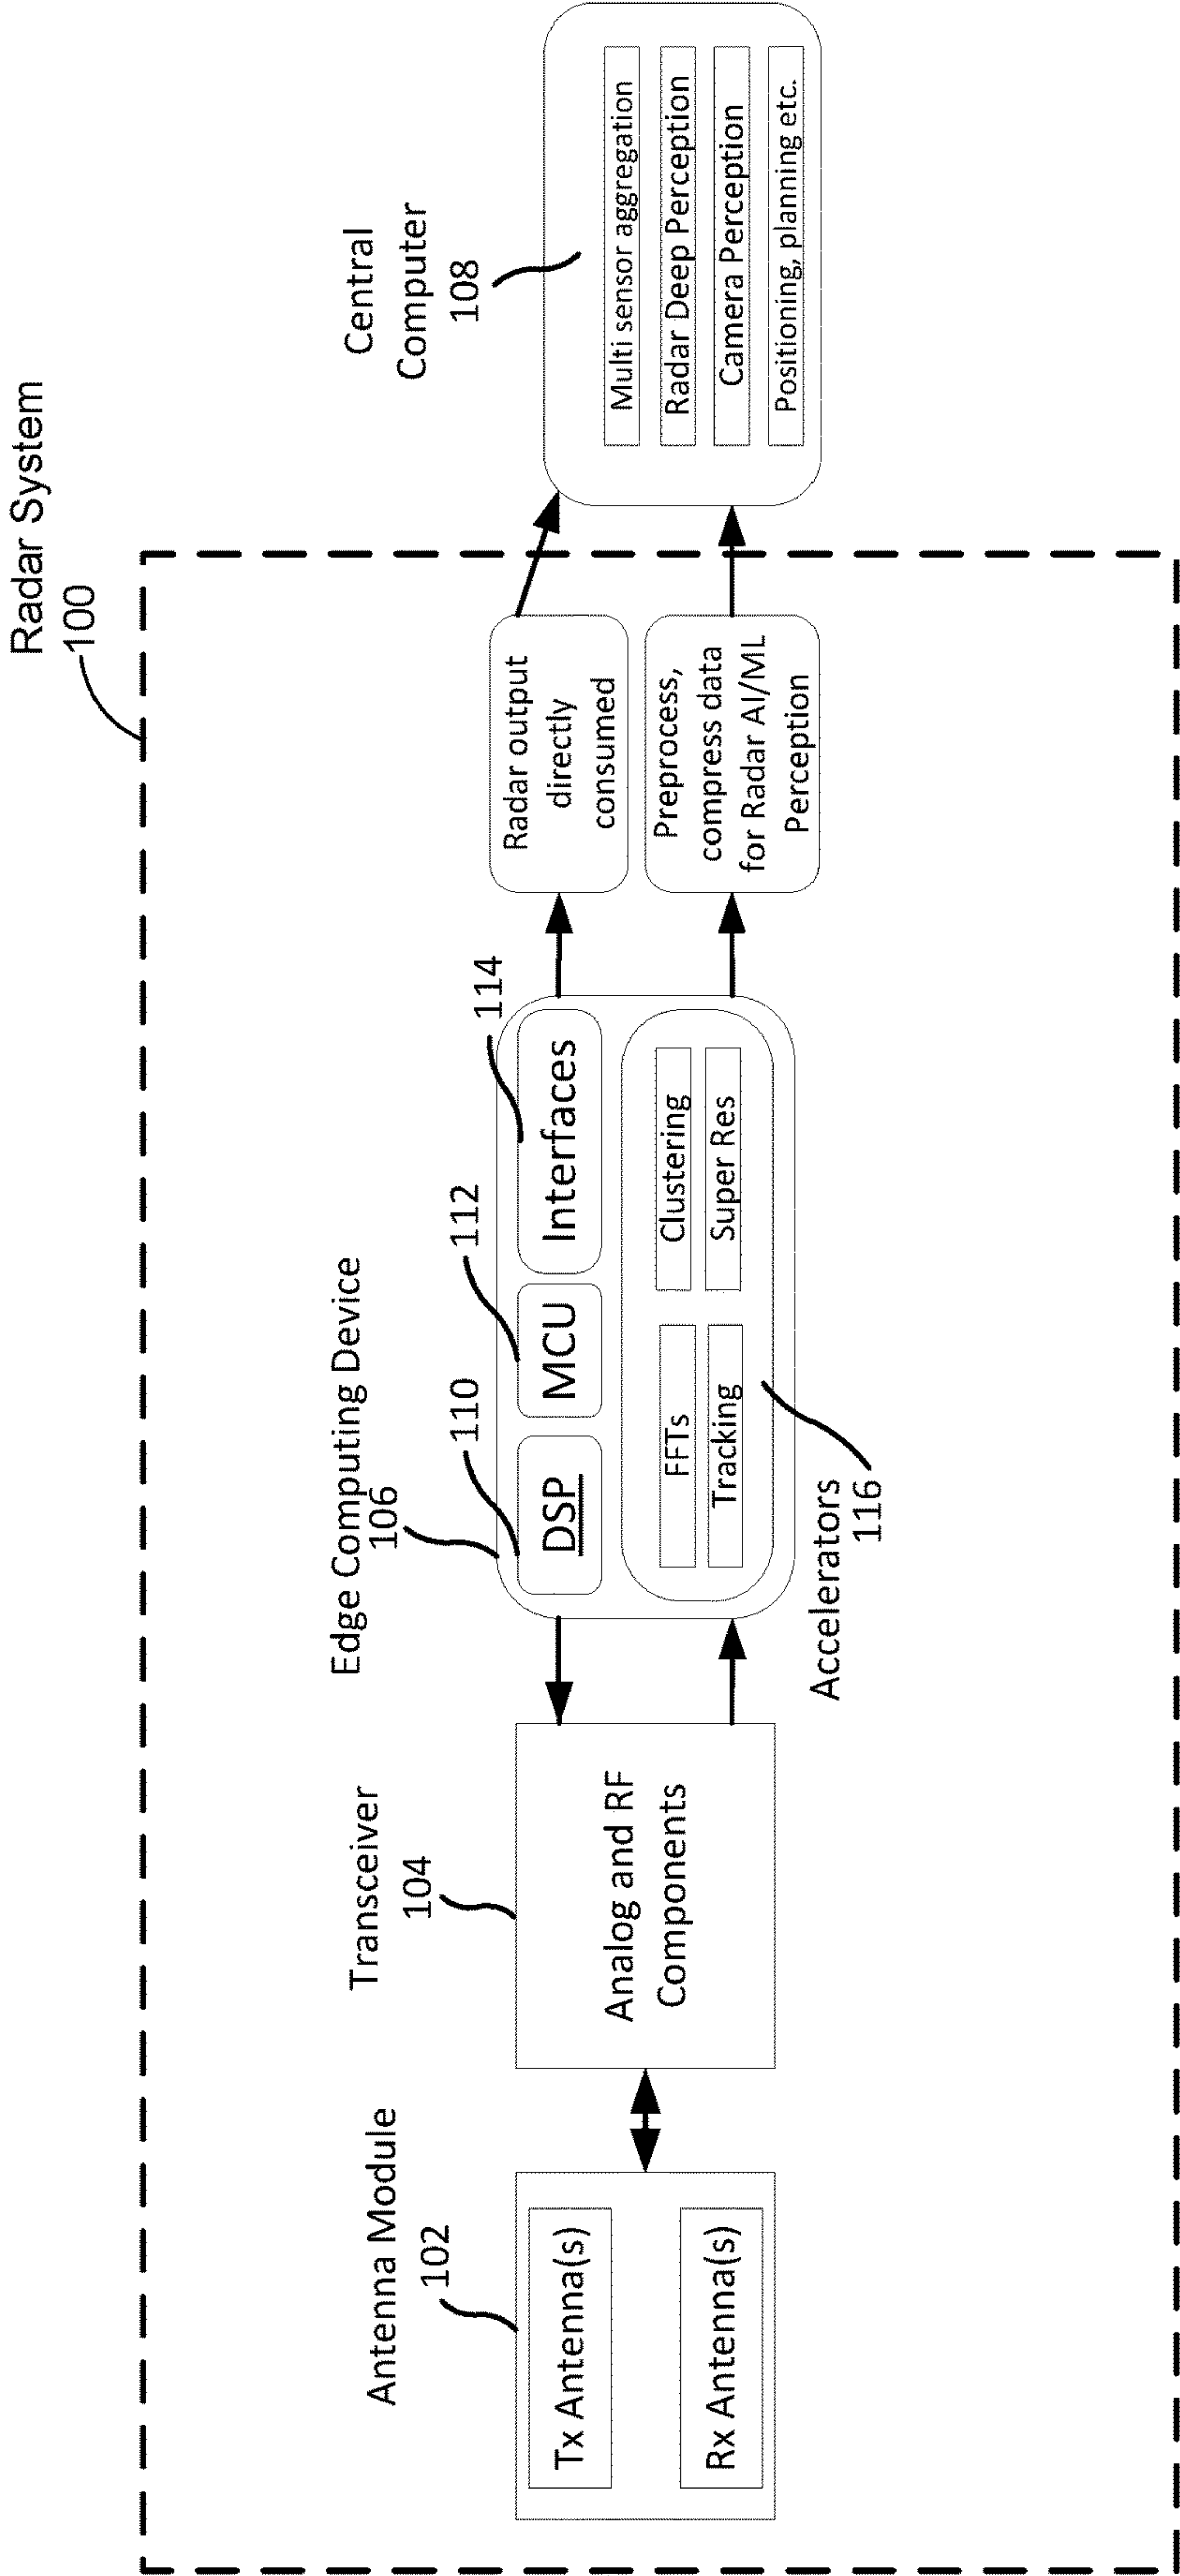 Radar System
100
Antenna Module
102
Tx Antenna(s)
Rx Antenna(s)
Transceiver
104
Analog and RF
Components
Edge Computing Device
106
110
112
114
DSP
MCU
Interfaces
FFTs
Clustering
Tracking
Super Res
Accelerators
116
Radar output
directly
consumed
Preprocess,
compress data
for Radar AI/ML
Perception
Central
Computer
108
Multi sensor aggregation
Radar Deep Perception
Camera Perception
Positioning, planning etc.